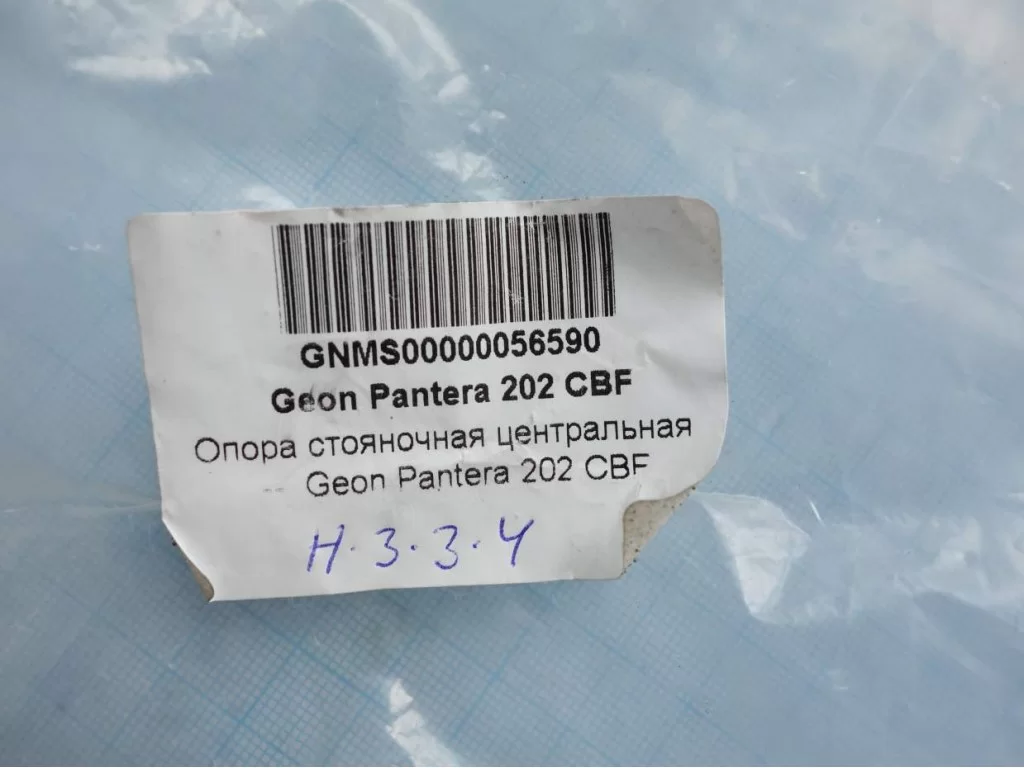 GNMS00000056590
Geon Pantera 202 CBF
Опора стояночная центральная
Geon Pantera 202 CBF
Н.3.3.4